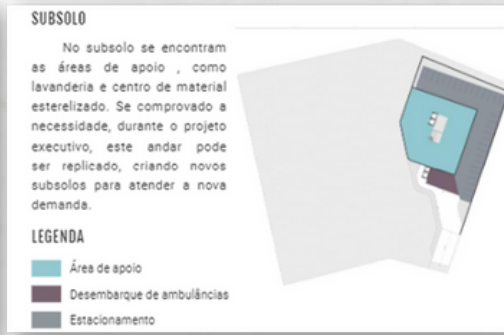 SUBSOLO
No subsolo se encontram
as áreas de apoio , como
lavanderia e centro de material
esterelizado. Se comprovado a
necessidade, durante o projeto
executivo, este andar pode
ser replicado, criando novos
subsolos para atender a nova
demanda.
LEGENDA
Área de apoio
Desembarque de ambulâncias
Estacionamento